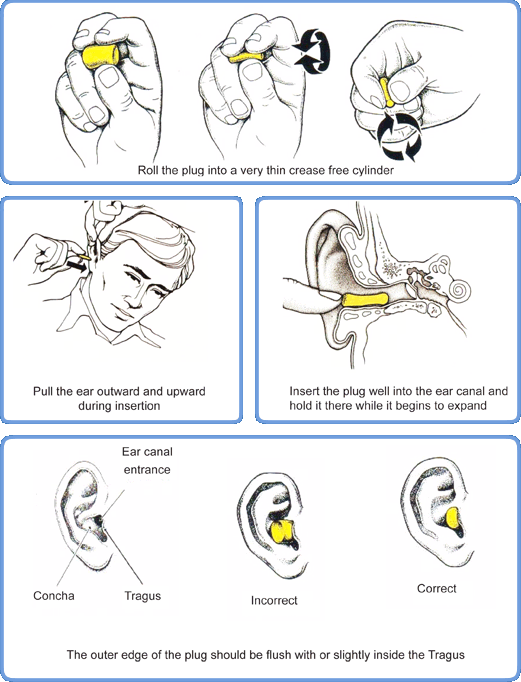 Roll the plug into a very thin crease free cylinder
Pull the ear outward and upward
during insertion
Insert the plug well into the ear canal and
hold it there while it begins to expand
Ear canal
entrance
Concha
Tragus
Incorrect
Correct
The outer edge of the plug should be flush with or slightly inside the Tragus